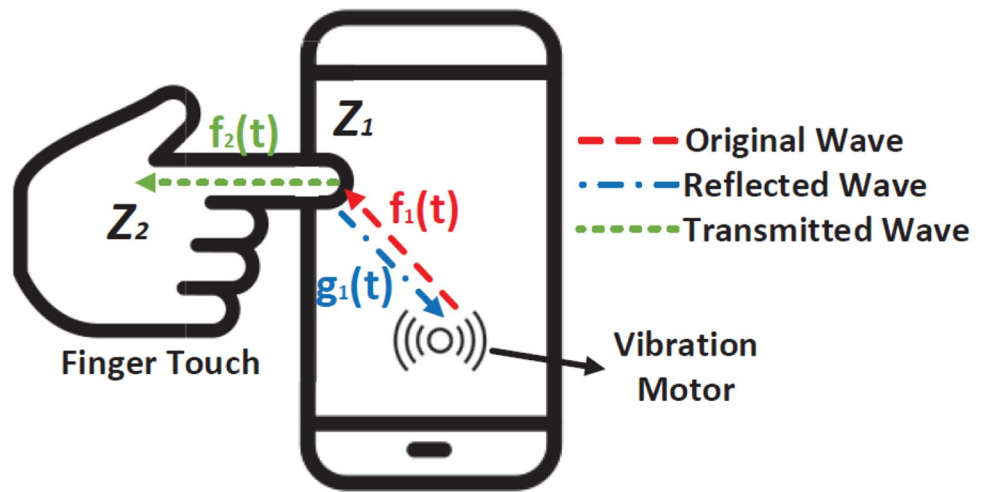 Z₁
f₂(t)
Original Wave
Reflected Wave
f₁(t)
Z₂
Transmitted Wave
g₁(t)
Vibration
Motor
Finger Touch